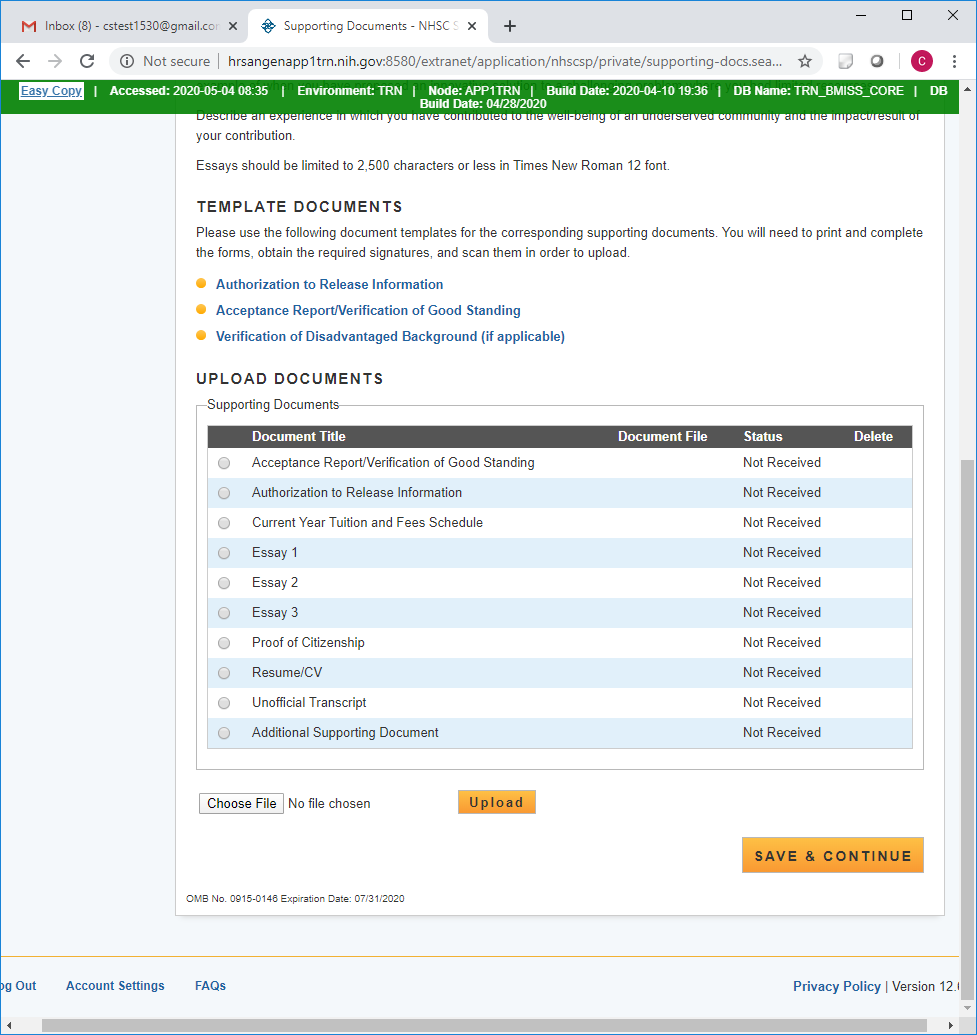 Inbox (8) - cstest1530@gmail.con
Supporting Documents - NHSC S
Not secure | hrsangenapp1trn.nih.gov:8580/extranet/application/nhscsp/private/supporting-docs.sea...
C
Easy Copy | Accessed: 2020-05-04 08:35 | Environment: TRN | Node: APP1TRN | Build Date: 2020-04-10 19:36 | DB Name: TRN_BMISS_CORE | DB
Build Date: 04/28/2020
Describe an experience in which you have contributed to the well-being of an underserved community and the impact/result of
your contribution.
Essays should be limited to 2,500 characters or less in Times New Roman 12 font.
TEMPLATE DOCUMENTS
Please use the following document templates for the corresponding supporting documents. You will need to print and complete
the forms, obtain the required signatures, and scan them in order to upload.
Authorization to Release Information
Acceptance Report/Verification of Good Standing
Verification of Disadvantaged Background (if applicable)
UPLOAD DOCUMENTS
Supporting Documents
Document Title Document File Status Delete
Acceptance Report/Verification of Good Standing Not Received
Authorization to Release Information Not Received
Current Year Tuition and Fees Schedule Not Received
Essay 1 Not Received
Essay 2 Not Received
Essay 3 Not Received
Proof of Citizenship Not Received
Resume/CV Not Received
Unofficial Transcript Not Received
Additional Supporting Document Not Received
Choose File No file chosen Upload
SAVE & CONTINUE
OMB No. 0915-0146 Expiration Date: 07/31/2020
og Out Account Settings FAQs Privacy Policy | Version 12.